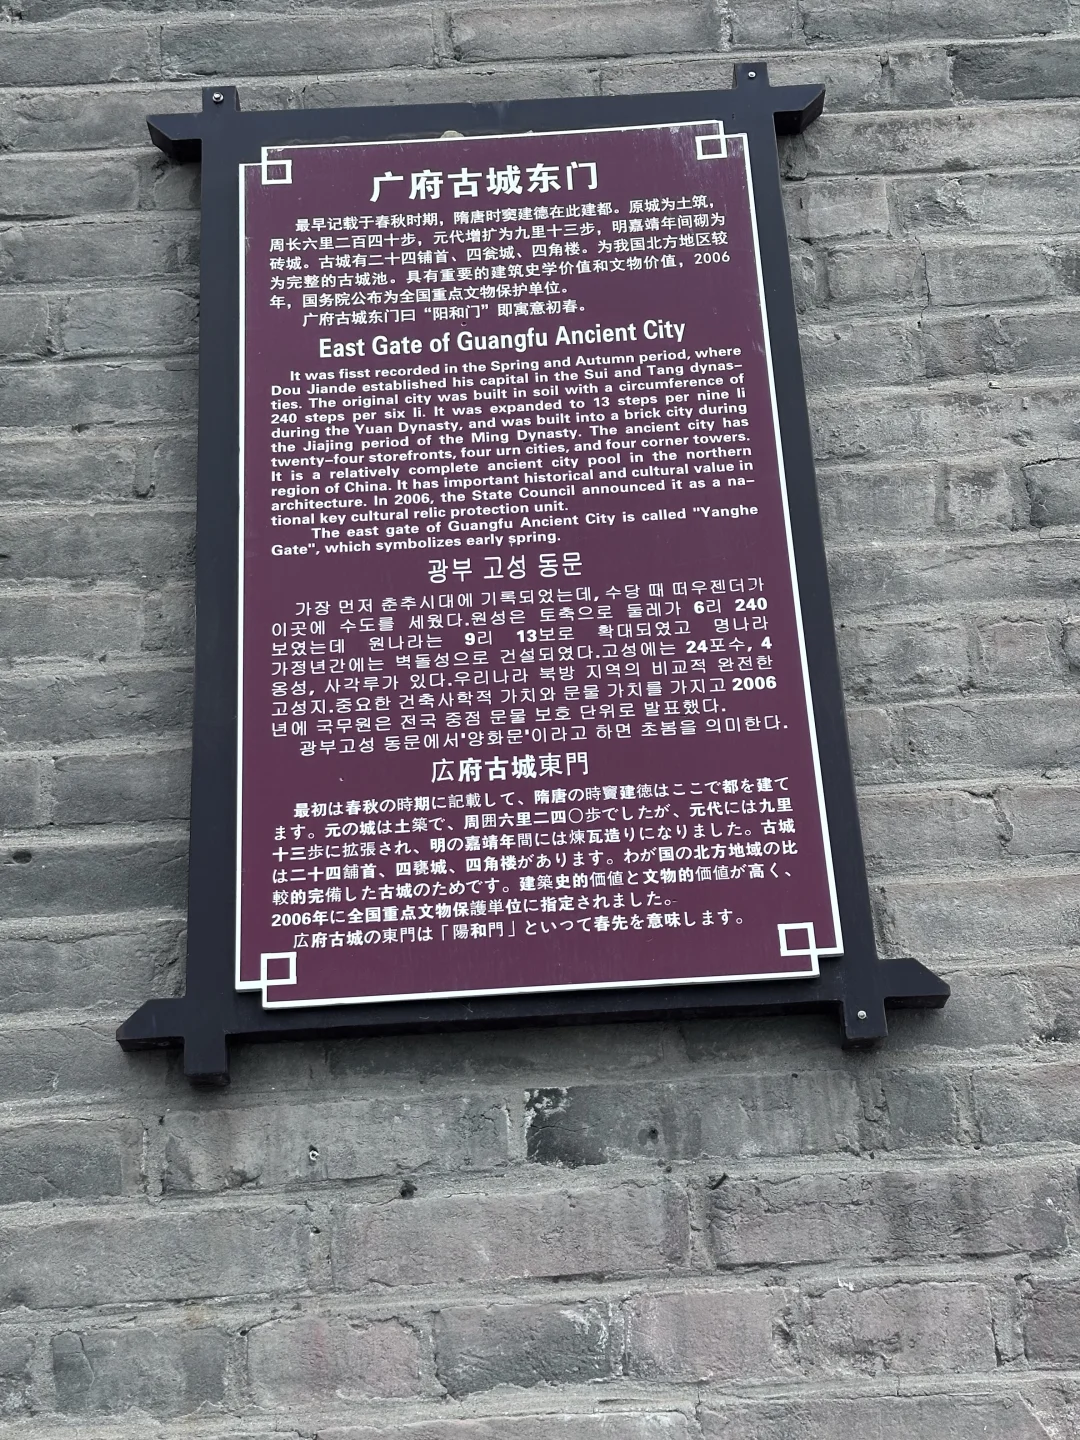 广府古城东门
最早记载于春秋时期，隋唐时窦建德在此建都。原城为土筑，
周长六里二百四十步，元代增扩为九里十三步，明嘉靖年间砌为
砖城。古城有二十四铺首、四瓮城、四角楼。为我国北方地区较
为完整的古城池。具有重要的建筑史学价值和文物价值，2006
年，国务院公布为全国重点文物保护单位。
广府古城东门曰“阳和门”即寓意初春。
East Gate of Guangfu Ancient City
It was fisst recorded in the Spring and Autumn period, where
Dou Jiande established his capital in the Sui and Tang dynas-
ties. The original city was built in soil with a circumference of
240 steps per six li. It was expanded to 13 steps per nine li
during the Yuan Dynasty, and was built into a brick city during
the Jiajing period of the Ming Dynasty. The ancient city has
twenty-four storefronts, four urn cities, and four corner towers.
It is a relatively complete ancient city pool in the northern
region of China. It has important historical and cultural value in
architecture. In 2006, the State Council announced it as a na-
tional key cultural relic protection unit.
The east gate of Guangfu Ancient City is called "Yanghe
Gate", which symbolizes early spring.
광부 고성 동문
가장 먼저 춘추시대에 기록되었는데, 수당 때 떠우젠더가
이곳에 수도를 세웠다.원성은 토축으로 둘레가 6리 240
보였는데 원나라는 9리 13보로 확대되였고 명나라
가정년간에는 벽돌성으로 건설되였다.고성에는 24포수, 4
옹성, 사각루가 있다.우리나라 북방 지역의 비교적 완전한
고성지.중요한 건축사학적 가치와 문물 가치를 가지고 2006
년에 국무원은 전국 중점 문물 보호 단위로 발표했다.
광부고성 동문에서'양화문'이라고 하면 초봄을 의미한다.
広府古城東門
最初は春秋の時期に記載して、隋唐の時竇建徳はここで都を建て
ます。元の城は土築で、周囲六里二四〇歩でしたが、元代には九里
十三歩に拡張され、明の嘉靖年間には煉瓦造りになりました。古城
は二十四舗首、四甕城、四角楼があります。わが国の北方地域の比
較的完備した古城のためです。建築史的価値と文物的価値が高く、
2006年に全国重点文物保護単位に指定されました。
広府古城の東門は「陽和門」といって春先を意味します。